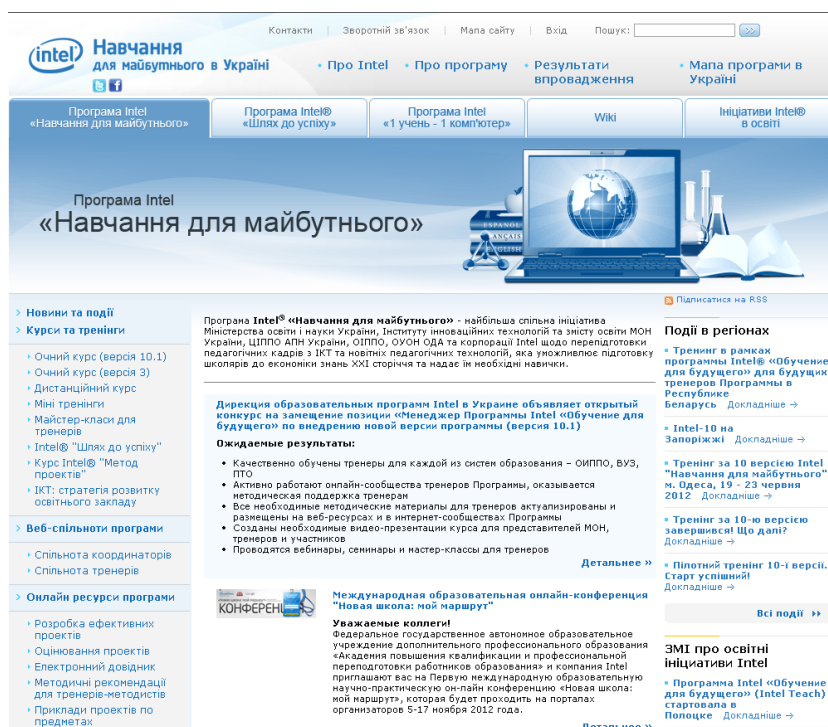 Контакти | Зворотній зв'язок | Мапа сайту | Вхід Пошук:
intel Навчання
для майбутнього в Україні
Про Intel Про програму Результати впровадження Мапа програми в Україні
Програма Intel «Навчання для майбутнього»
Програма Intel® «Шлях до успіху»
Програма Intel «1 учень - 1 комп'ютер»
Wiki
Ініціативи Intel® в освіті
Програма Intel
«Навчання для майбутнього»
ESPANOL
FRANÇAIS
ENGLISH
Новини та події
Курси та тренінги
Очний курс (версія 10.1)
Очний курс (версія 3)
Дистанційний курс
Міні тренінги
Майстер-класи для
тренерів
Intel® "Шлях до успіху"
Курс Intel® "Метод
проектів"
ІКТ: стратегія розвитку
освітнього закладу
Веб-спільноти програми
Спільнота координаторів
Спільнота тренерів
Онлайн ресурси програми
Розробка ефективних
проектів
Оцінювання проектів
Електронний довідник
Методичні рекомендації
для тренерів-методистів
Приклади проектів по
предметах
Програма Intel® «Навчання для майбутнього» - найбільша спільна ініціатива
Міністерства освіти і науки України, Інституту інноваційних технологій та змісту освіти МОН
України, ЦІППО АПН України, ОІППО, ОУОН ОДА та корпорації Intel щодо перепідготовки
педагогічних кадрів з ІКТ та новітніх педагогічних технологій, яка уможливлює підготовку
школярів до економіки знань XXI сторіччя та надає їм необхідні навички.
Дирекция образовательных программ Intel в Украине объявляет открытый
конкурс на замещение позиции «Менеджер Программы Intel «Обучение для
будущего» по внедрению новой версии программы (версия 10.1)
Ожидаемые результаты:
Качественно обучены тренеры для каждой из систем образования – ОИППО, ВУЗ,
ПТО
Активно работают онлайн-сообщества тренеров Программы, оказывается
методическая поддержка тренерам
Все необходимые методические материалы для тренеров актуализированы и
размещены на веб-ресурсах и в интернет-сообществах Программы
Созданы необходимые видео-презентации курса для представителей МОН,
тренеров и участников
Проводятся вебинары, семинары и мастер-классы для тренеров
Детальнее »
КОНФЕРЕНЦ
Международная образовательная онлайн-конференция
"Новая школа: мой маршрут"
Уважаемые коллеги!
Федеральное государственное автономное образовательное
учреждение дополнительного профессионального образования
«Академия повышения квалификации и профессиональной
переподготовки работников образования» и компания Intel
приглашают вас на Первую международную образовательную
научно-практическую он-лайн конференцию «Новая школа:
мой маршрут», которая будет проходить на порталах
организаторов 5-17 ноября 2012 года.
Детальнее »
Підписатися на RSS
Події в регіонах
Тренинг в рамках
программы Intel® «Обучение
для будущего» для будущих
тренеров Программы в
Республике
Беларусь Докладніше →
Intel-10 на
Запоріжжі Докладніше →
Тренінг за 10 версією Intel
"Навчання для майбутнього"
м. Одеса, 19 - 23 червня
2012 Докладніше →
Тренінг за 10-ю версією
завершився! Що далі?
Докладніше →
Пілотний тренінг 10-ї версії.
Старт успішний!
Докладніше →
Всі події
ЗМІ про освітні
ініциативи Intel
Программа Intel «Обучение
для будущего» (Intel Teach)
стартовала в
Полоцке Докладніше →